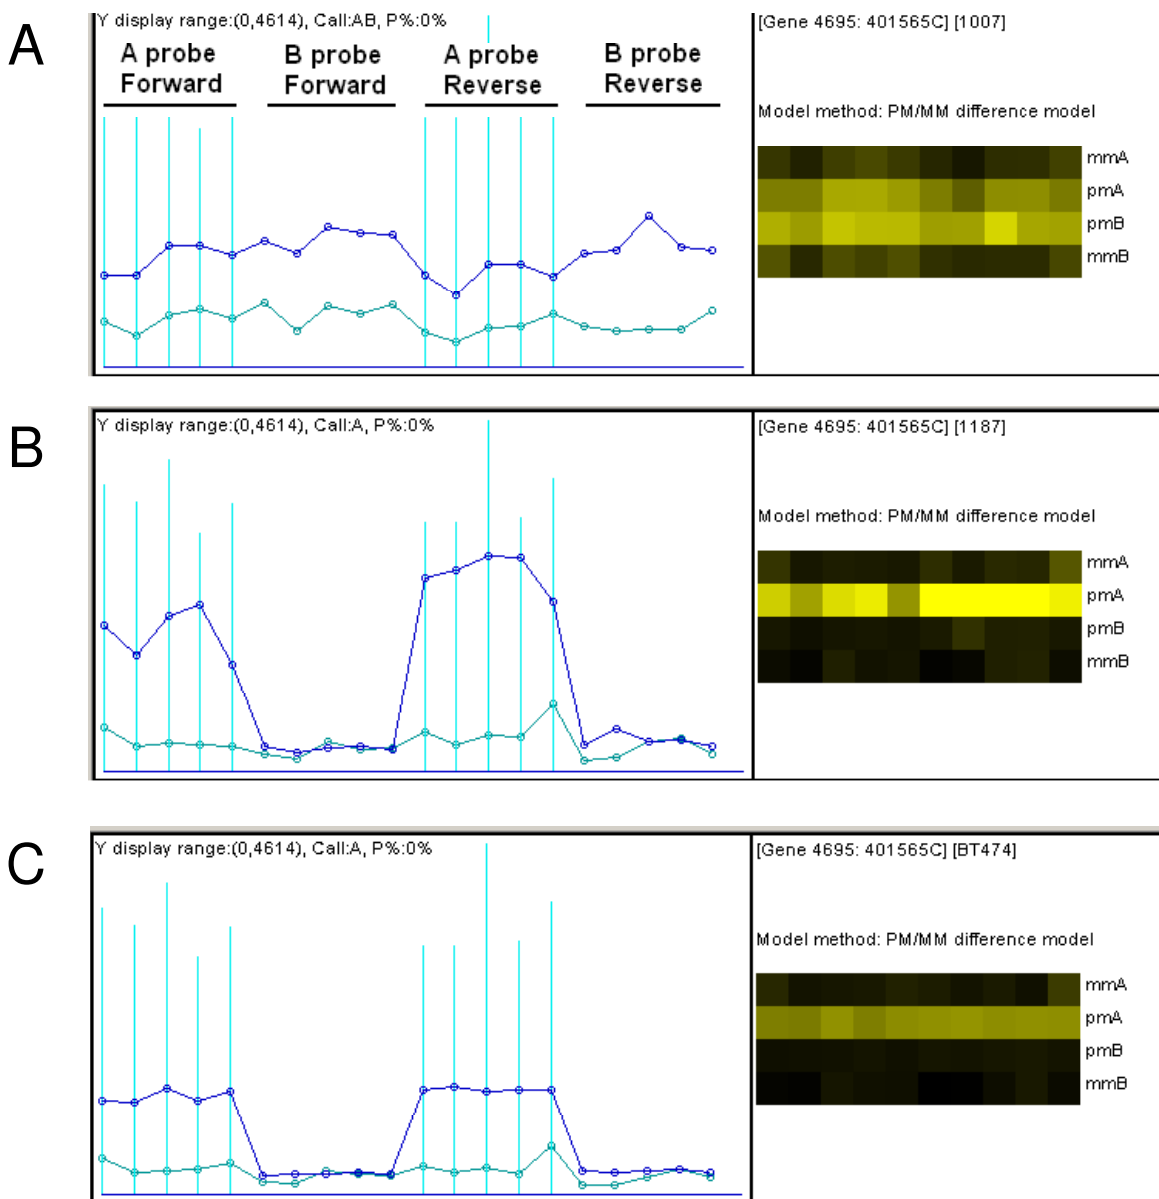 A
Y display range:(0,4614), Call:AB, P%:0%
A probe
Forward
B probe
Forward
A probe
Reverse
B probe
Reverse
[Gene 4695: 401565C] [1007]
Model method: PM/MM difference model
mmA
pmA
pmB
mmB
B
Y display range:(0,4614), Call:A, P%:0%
[Gene 4695: 401565C] [1187]
Model method: PM/MM difference model
mmA
pmA
pmB
mmB
C
Y display range:(0,4614), Call:A, P%:0%
[Gene 4695: 401565C] [BT474]
Model method: PM/MM difference model
mmA
pmA
pmB
mmB